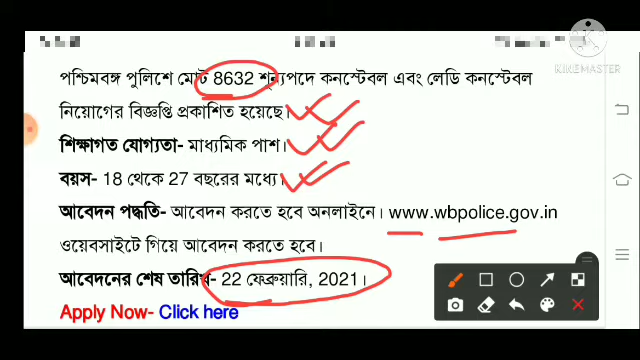 KINEMASTER
পশ্চিমবঙ্গ পুলিশে মোট 8632 শূন্যপদে কনস্টেবল এবং লেডি কনস্টেবল
নিয়োগের বিজ্ঞপ্তি প্রকাশিত হয়েছে।
শিক্ষাগত যোগ্যতা- মাধ্যমিক পাশ।
বয়স- 18 থেকে 27 বছরের মধ্যে।
আবেদন পদ্ধতি- আবেদন করতে হবে অনলাইনে। www.wbpolice.gov.in
ওয়েবসাইটে গিয়ে আবেদন করতে হবে।
আবেদনের শেষ তারিখ- 22 ফেব্রুয়ারি, 2021।
Apply Now- Click here